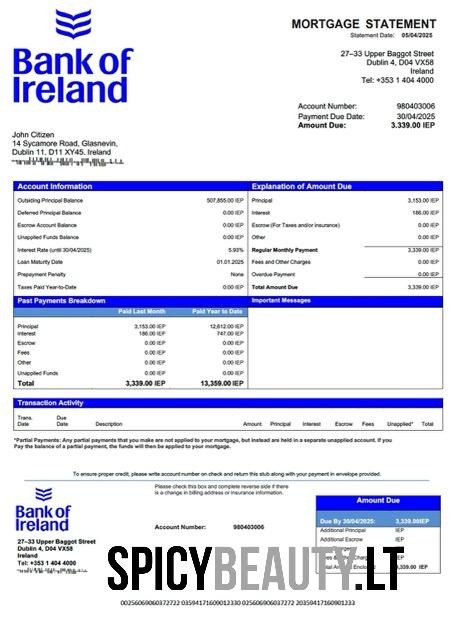 Bank of
Ireland
MORTGAGE STATEMENT
Statement Date: 05/04/2025
27–33 Upper Baggot Street
Dublin 4, D04 VX58
Ireland
Tel: +353 1 404 4000
Account Number: 980403006
Payment Due Date: 30/04/2025
Amount Due: 3.339.00 IEP
John Citizen
14 Sycamore Road, Glasnevin,
Dublin 11, D11 XY45, Ireland
Account Information
Outsiding Principal Balance 507,855.00 IEP
Deferred Principal Balance 0.00 IEP
Escrow Account Balance 0.00 IEP
Unapplied Funds Balance 0.00 IEP
Interest Rate (until 30/04/2025) 5.93%
Loan Maturity Date 01.01.2025
Prepayment Penalty None
Taxes Paid Year-to-Date 0.00 IEP
Explanation of Amount Due
Principal 3,153.00 IEP
Interest 186.00 IEP
Escrow (For Taxes and/or insurance) 0.00 IEP
Other 0.00 IEP
Regular Monthly Payment 3,339.00 IEP
Fees and Other Charges 0.00 IEP
Overdue Payment 0.00 IEP
Total Amount Due 3,339.00 IEP
Past Payments Breakdown
Paid Last Month Paid Year to Date
Principal 3,153.00 IEP 12,612.00 IEP
Interest 186.00 IEP 747.00 IEP
Escrow 0.00 IEP 0.00 IEP
Fees 0.00 IEP 0.00 IEP
Other 0.00 IEP 0.00 IEP
Unapplied Funds 0.00 IEP 0.00 IEP
Total 3,339.00 IEP 13,359.00 IEP
Important Messages
Transaction Activity
Trans. Date Due Date Description Amount Principal Interest Escrow Fees Unapplied* Total
*Partial Payments: Any partial payments that you make are not applied to your mortgage, but instead are held in a separate unapplied account. If you
Pay the balance of a partial payment, the funds will then be applied to your mortgage.
To ensure proper credit, please write account number on check and return this stub along with your payment in envelope provided.
Bank of
Ireland
27–33 Upper Baggot Street
Dublin 4, D04 VX58
Ireland
Tel: +353 1 404 4000
Please check this box and complete reverse side if there
is a change in billing address or insurance information.
Account Number: 980403006
Amount Due
Due By 30/04/2025: 3,339.00IEP
Additional Principal IEP
Additional Escrow IEP
SPICYBEAUTY.LT
00256069060372722 03594171609012330 0256069060372722 20359417160901233